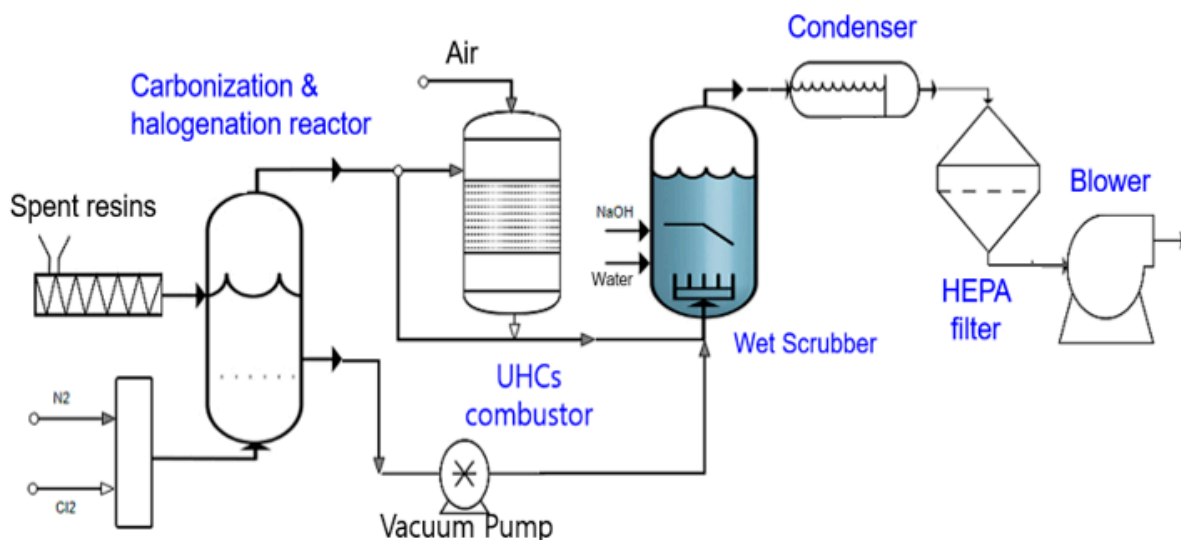 Condenser
Air
Carbonization &
halogenation reactor
Blower
Spent resins
NaOH
Water
HEPA
filter
Wet Scrubber
UHCs
combustor
N2
Cl2
Vacuum Pump